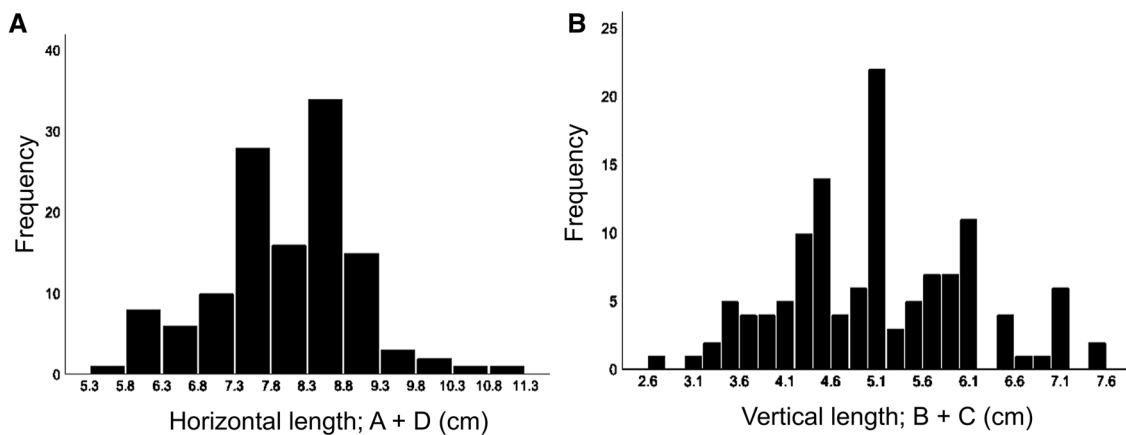 A
40
30
20
10
0
Frequency
5.3 5.8 6.3 6.8 7.3 7.8 8.3 8.8 9.3 9.8 10.3 10.8 11.3
Horizontal length; A + D (cm)
B
25
20
15
10
5
0
Frequency
2.6 3.1 3.6 4.1 4.6 5.1 5.6 6.1 6.6 7.1 7.6
Vertical length; B + C (cm)